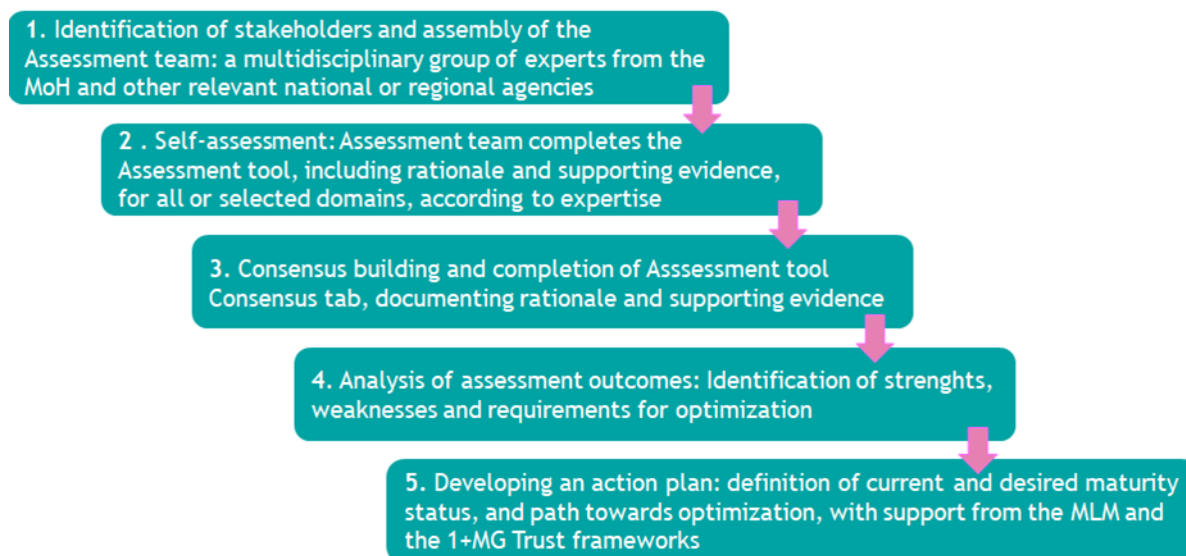 1. Identification of stakeholders and assembly of the
Assessment team: a multidisciplinary group of experts from the
MoH and other relevant national or regional agencies
2 . Self-assessment: Assessment team completes the
Assessment tool, including rationale and supporting evidence,
for all or selected domains, according to expertise
3. Consensus building and completion of Asssessment tool
Consensus tab, documenting rationale and supporting evidence
4. Analysis of assessment outcomes: Identification of strenghts,
weaknesses and requirements for optimization
5. Developing an action plan: definition of current and desired maturity
status, and path towards optimization, with support from the MLM and
the 1+MG Trust frameworks